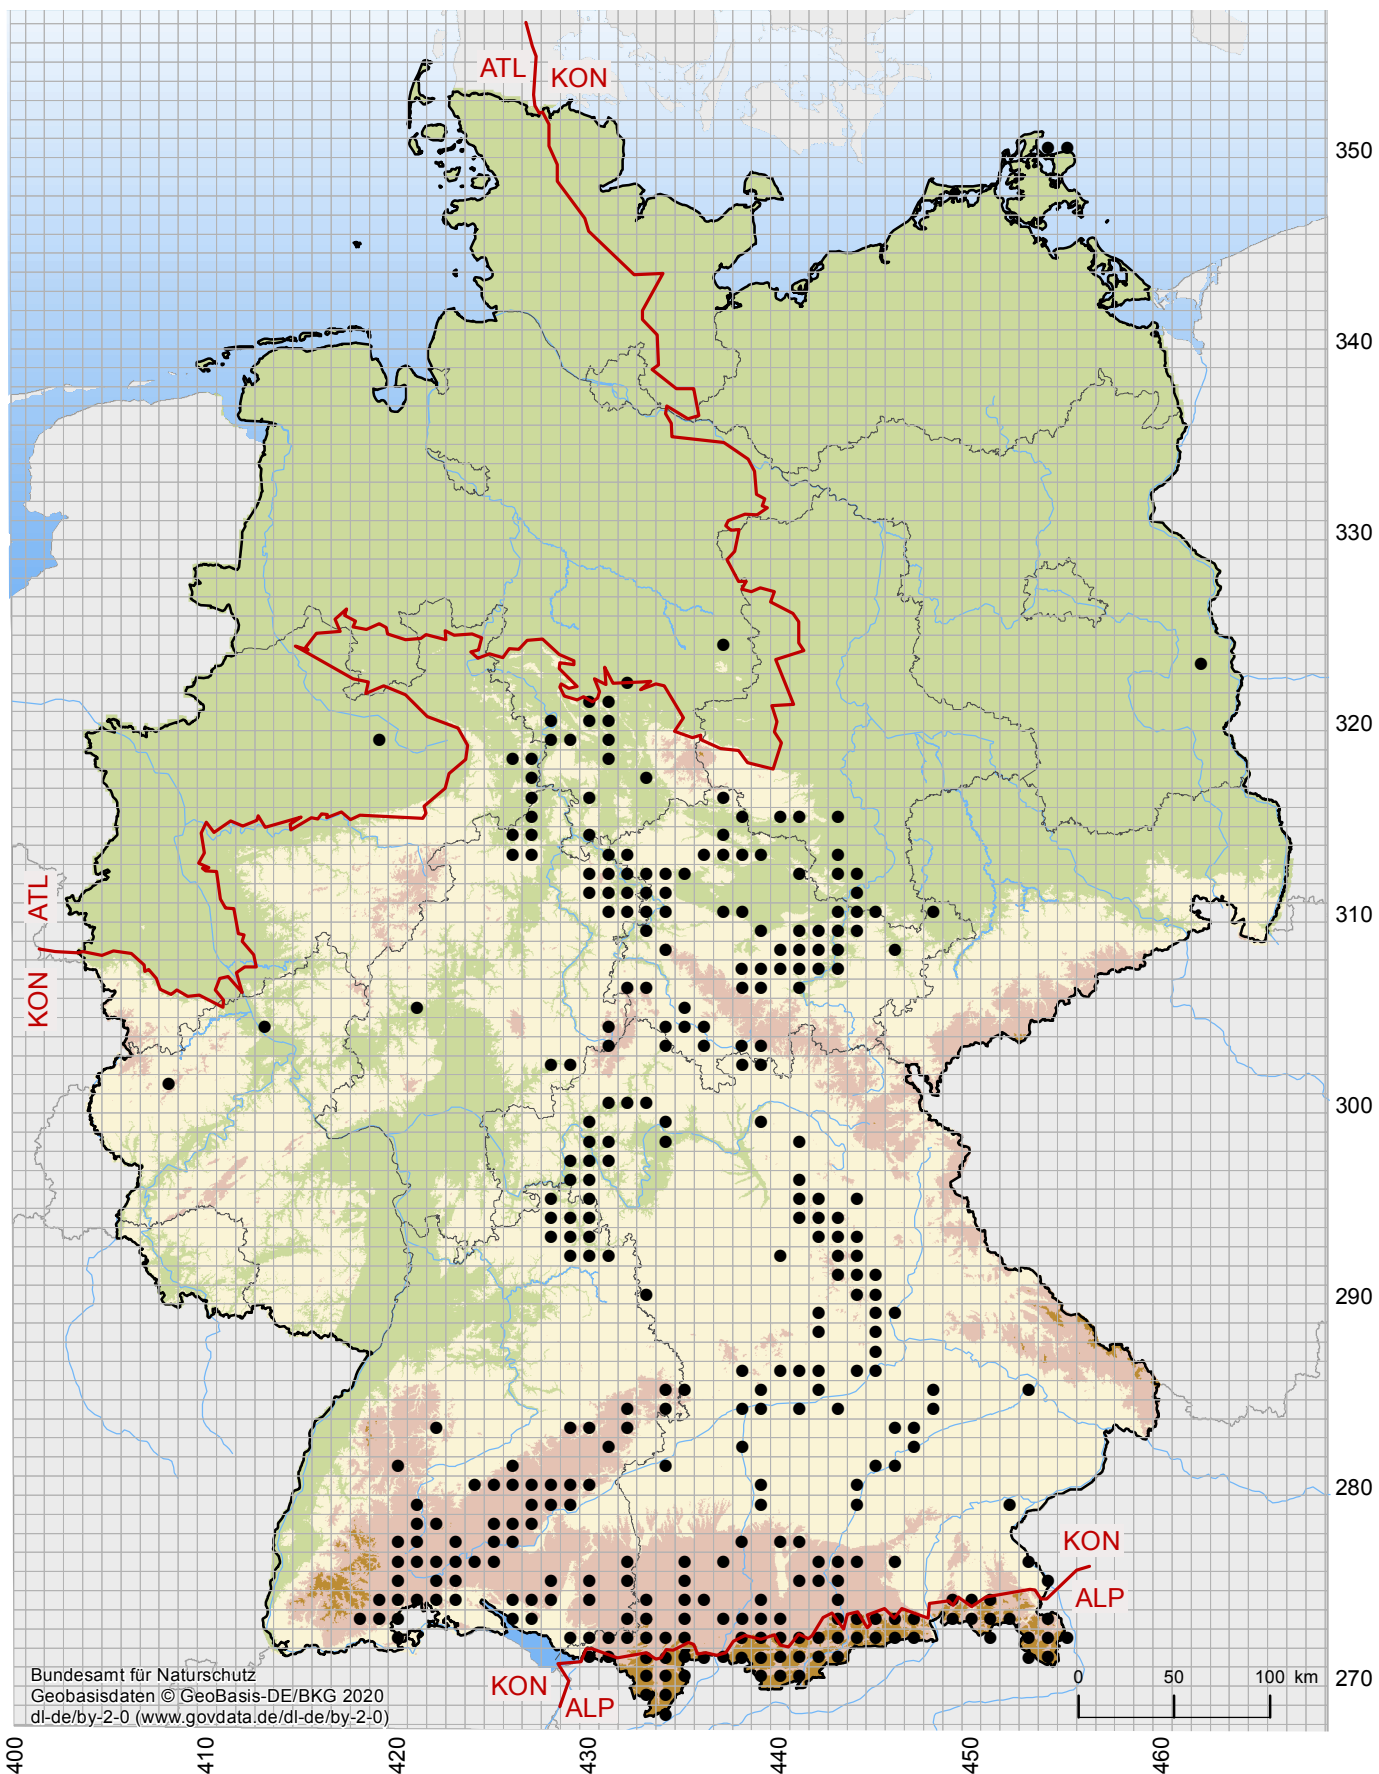 ATL
KON
350
340
330
320
ATL
310
KON
300
290
280
KON
ALP
Bundesamt für Naturschutz
Geobasisdaten © GeoBasis-DE/BKG 2020
dl-de/by-2-0 (www.govdata.de/dl-de/by-2-0)
KON
ALP
0 50 100 km
270
400 410 420 430 440 450 460